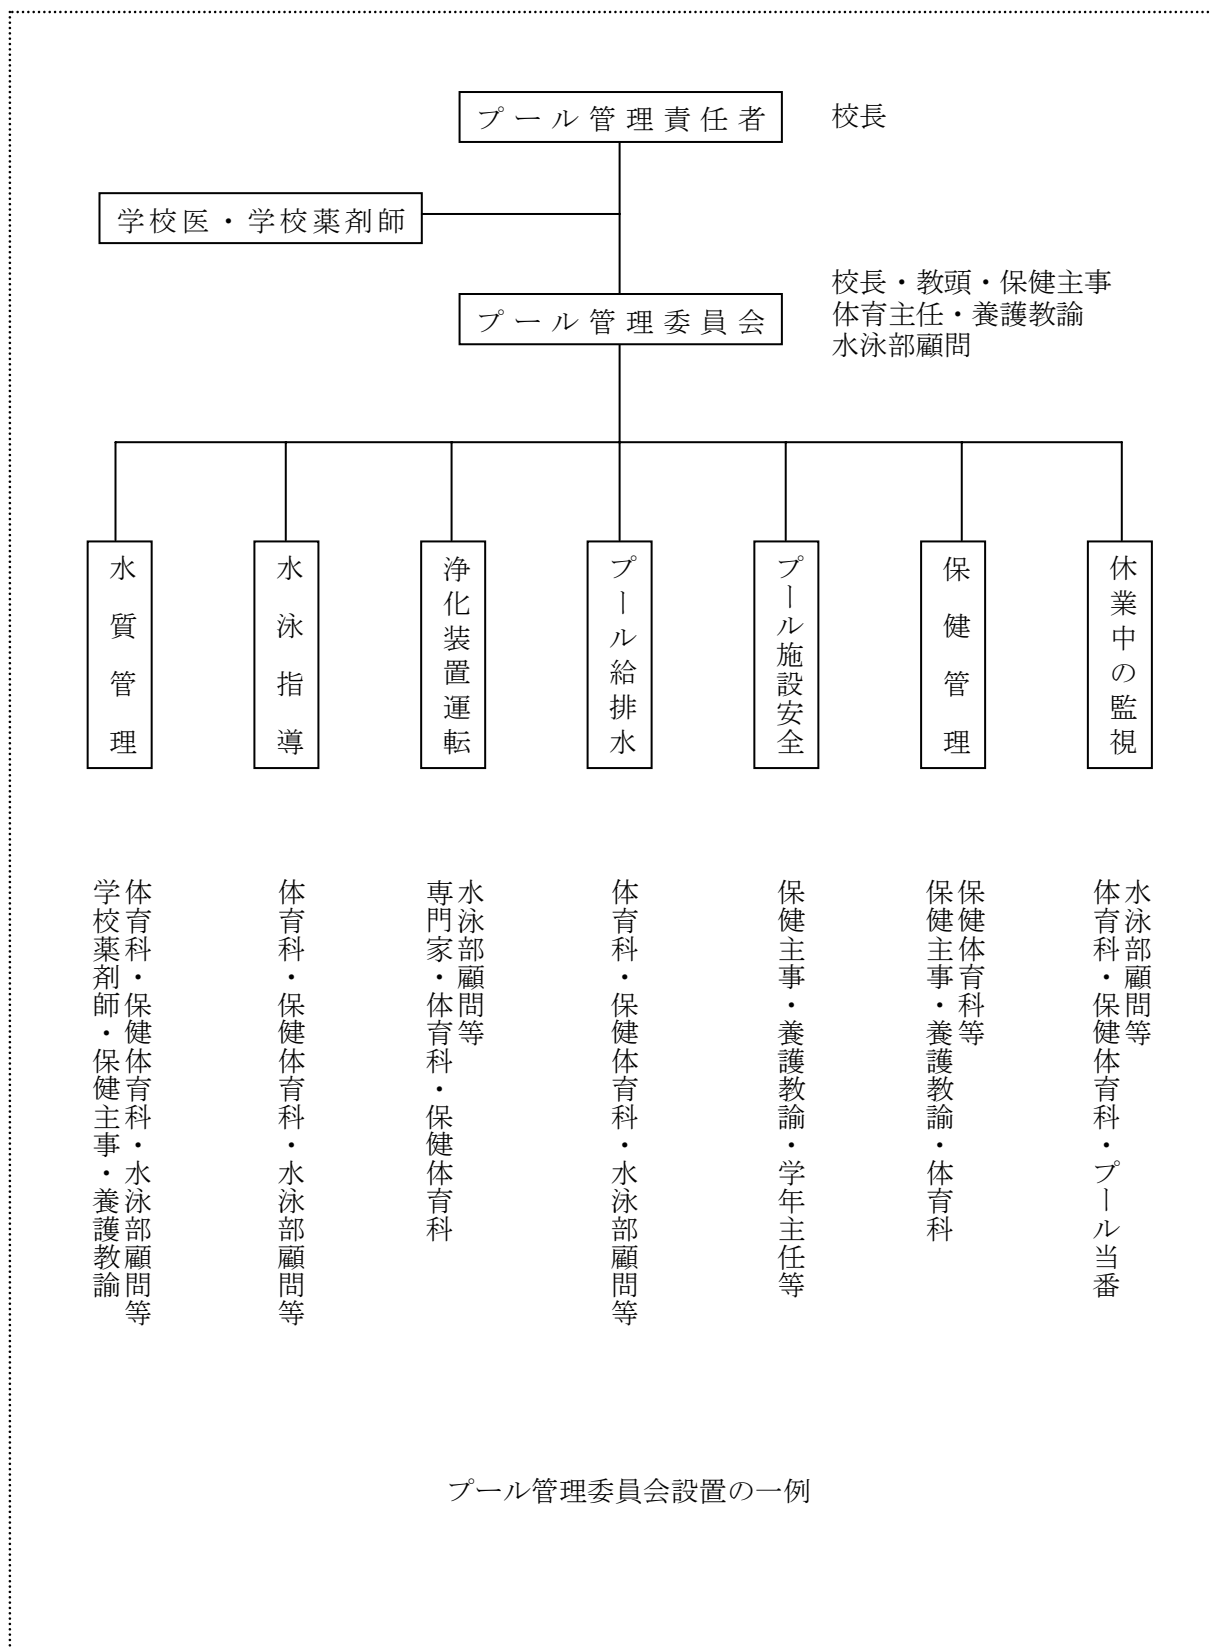 プール管理責任者
校長
学校医・学校薬剤師
プール管理委員会
校長・教頭・保健主事
体育主任・養護教諭
水泳部顧問
水質管理
水泳指導
浄化装置運転
プール給排水
プール施設安全
保健管理
休業中の監視
学校薬剤師・保健主事・養護教諭
体育科・保健体育科・水泳部顧問等
体育科・保健体育科・水泳部顧問等
専門家・体育科・保健体育科
水泳部顧問等
体育科・保健体育科・水泳部顧問等
保健主事・養護教諭・学年主任等
保健主事・養護教諭・体育科
保健体育科等
体育科・保健体育科・プール当番
水泳部顧問等
プール管理委員会設置の一例